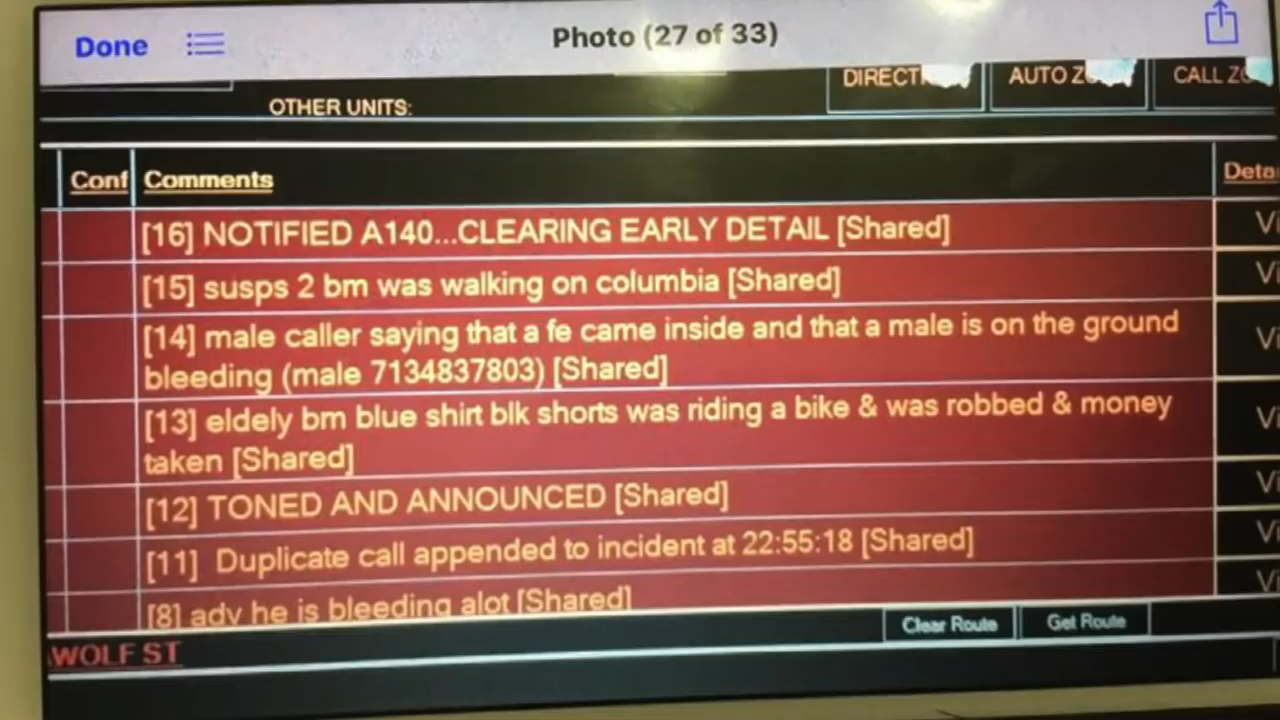 Done
Photo (27 of 33)
OTHER UNITS:
Conf Comments
[16] NOTIFIED A140...CLEARING EARLY DETAIL [Shared]
[15] susps 2 bm was walking on columbia [Shared]
[14] male caller saying that a fe came inside and that a male is on the ground
bleeding (male 7134837803) [Shared]
[13] eldely bm blue shirt blk shorts was riding a bike & was robbed & money
taken [Shared]
[12] TONED AND ANNOUNCED [Shared]
[11] Duplicate call appended to incident at 22:55:18 [Shared]
[8] adv he is bleeding alot [Shared]
Clear Route
Get Route
WOLF ST